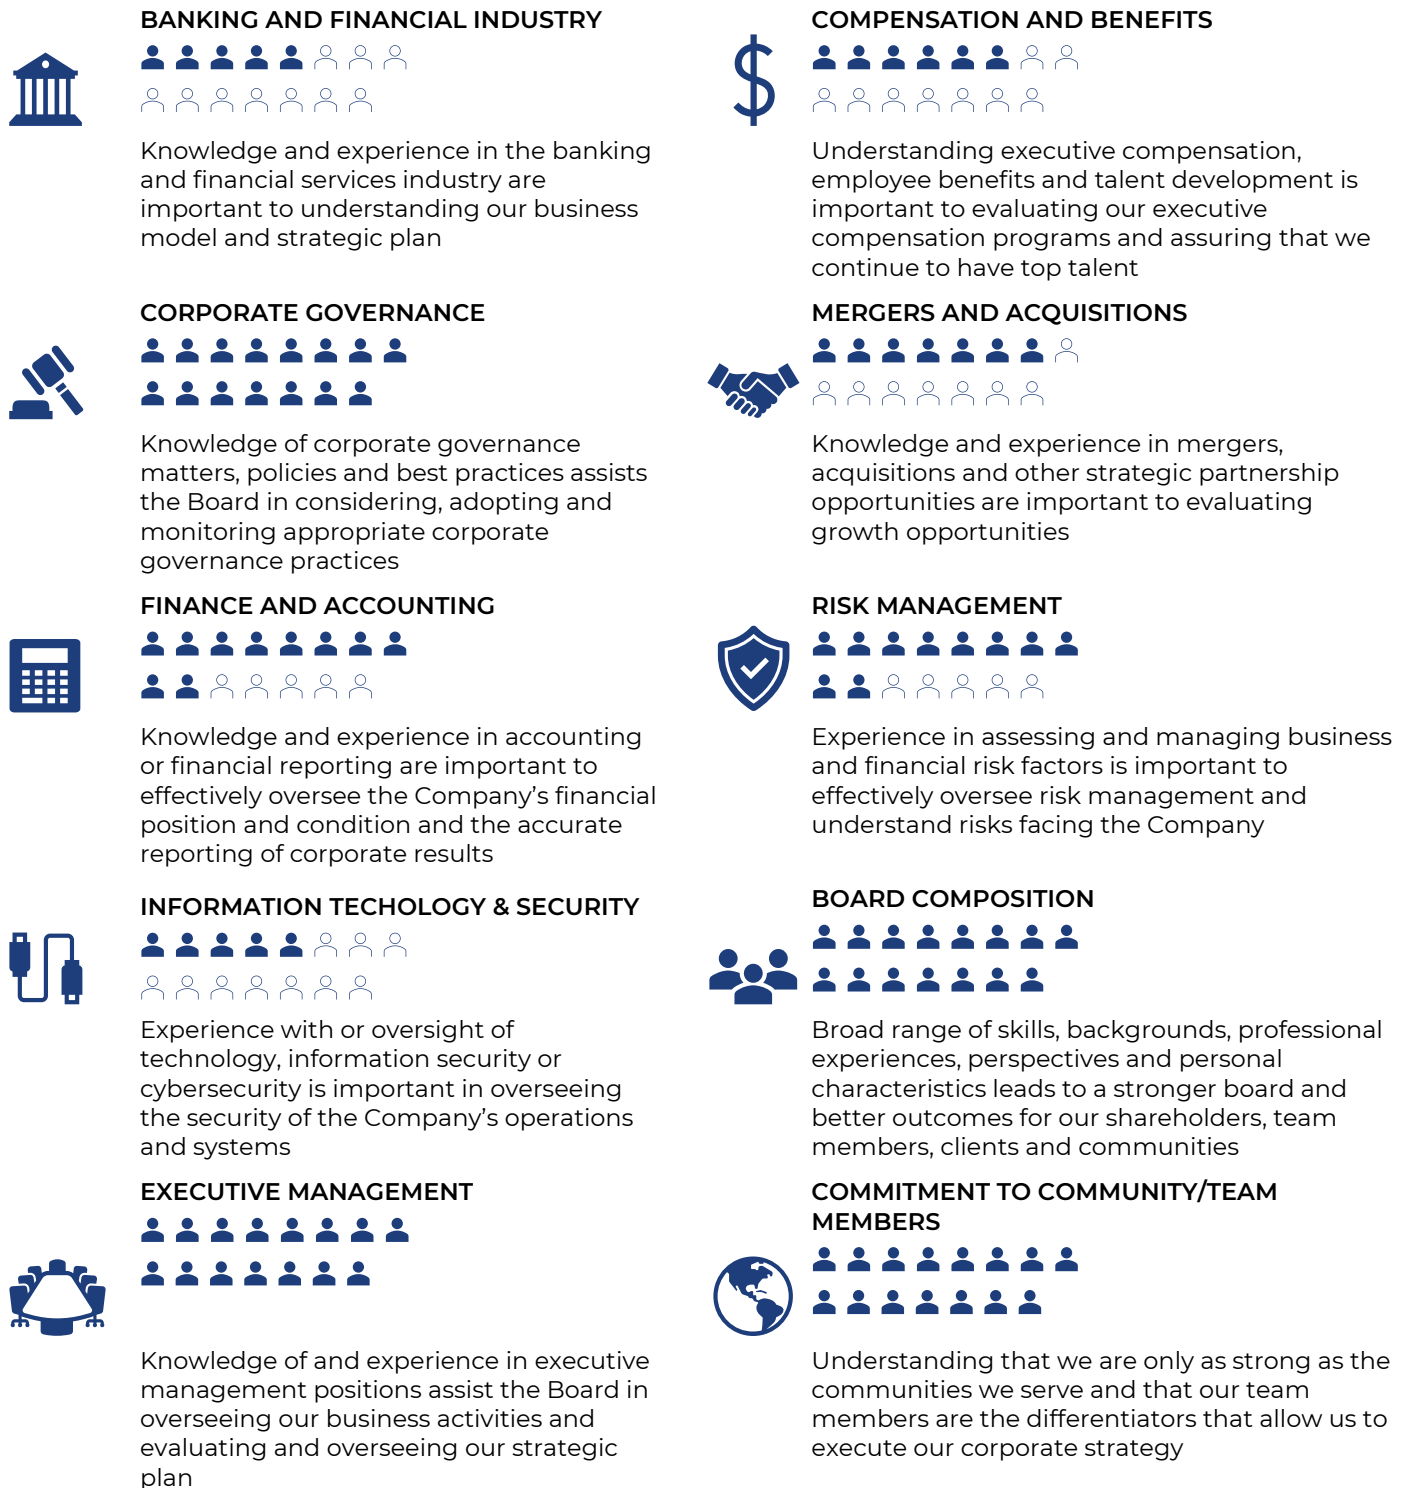 BANKING AND FINANCIAL INDUSTRY
Knowledge and experience in the banking
and financial services industry are
important to understanding our business
model and strategic plan
COMPENSATION AND BENEFITS
Understanding executive compensation,
employee benefits and talent development is
important to evaluating our executive
compensation programs and assuring that we
continue to have top talent
CORPORATE GOVERNANCE
Knowledge of corporate governance
matters, policies and best practices assists
the Board in considering, adopting and
monitoring appropriate corporate
governance practices
MERGERS AND ACQUISITIONS
Knowledge and experience in mergers,
acquisitions and other strategic partnership
opportunities are important to evaluating
growth opportunities
FINANCE AND ACCOUNTING
Knowledge and experience in accounting
or financial reporting are important to
effectively oversee the Company’s financial
position and condition and the accurate
reporting of corporate results
RISK MANAGEMENT
Experience in assessing and managing business
and financial risk factors is important to
effectively oversee risk management and
understand risks facing the Company
INFORMATION TECHOLOGY & SECURITY
Experience with or oversight of
technology, information security or
cybersecurity is important in overseeing
the security of the Company’s operations
and systems
BOARD COMPOSITION
Broad range of skills, backgrounds, professional
experiences, perspectives and personal
characteristics leads to a stronger board and
better outcomes for our shareholders, team
members, clients and communities
EXECUTIVE MANAGEMENT
Knowledge of and experience in executive
management positions assist the Board in
overseeing our business activities and
evaluating and overseeing our strategic
plan
COMMITMENT TO COMMUNITY/TEAM
MEMBERS
Understanding that we are only as strong as the
communities we serve and that our team
members are the differentiators that allow us to
execute our corporate strategy